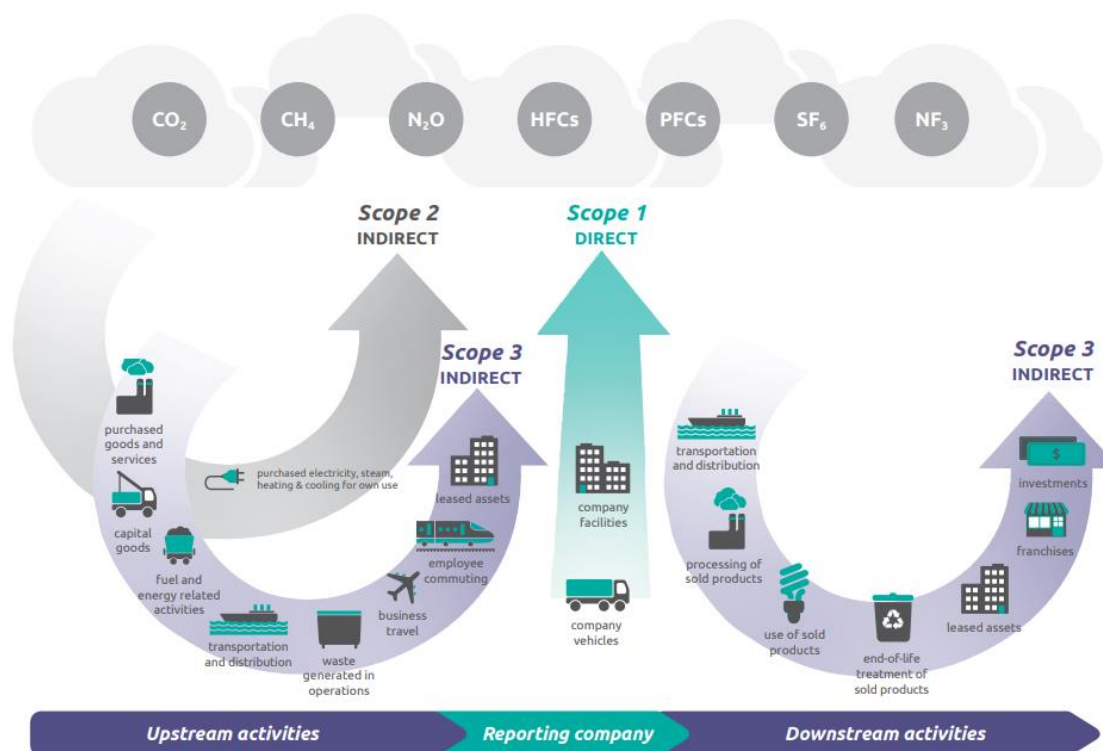 CO₂
CH₄
N₂O
HFCs
PFCs
SF₆
NF₃
Scope 2
INDIRECT
Scope 1
DIRECT
Scope 3
INDIRECT
Scope 3
INDIRECT
purchased
goods and
services
capital
goods
fuel and
energy related
activities
transportation
and distribution
waste
generated in
operations
business
travel
employee
commuting
leased assets
purchased electricity, steam,
heating & cooling for own use
company
facilities
company
vehicles
transportation
and distribution
processing of
sold products
use of sold
products
end-of-life
treatment of
sold products
leased assets
franchises
$
investments
Upstream activities
Reporting company
Downstream activities